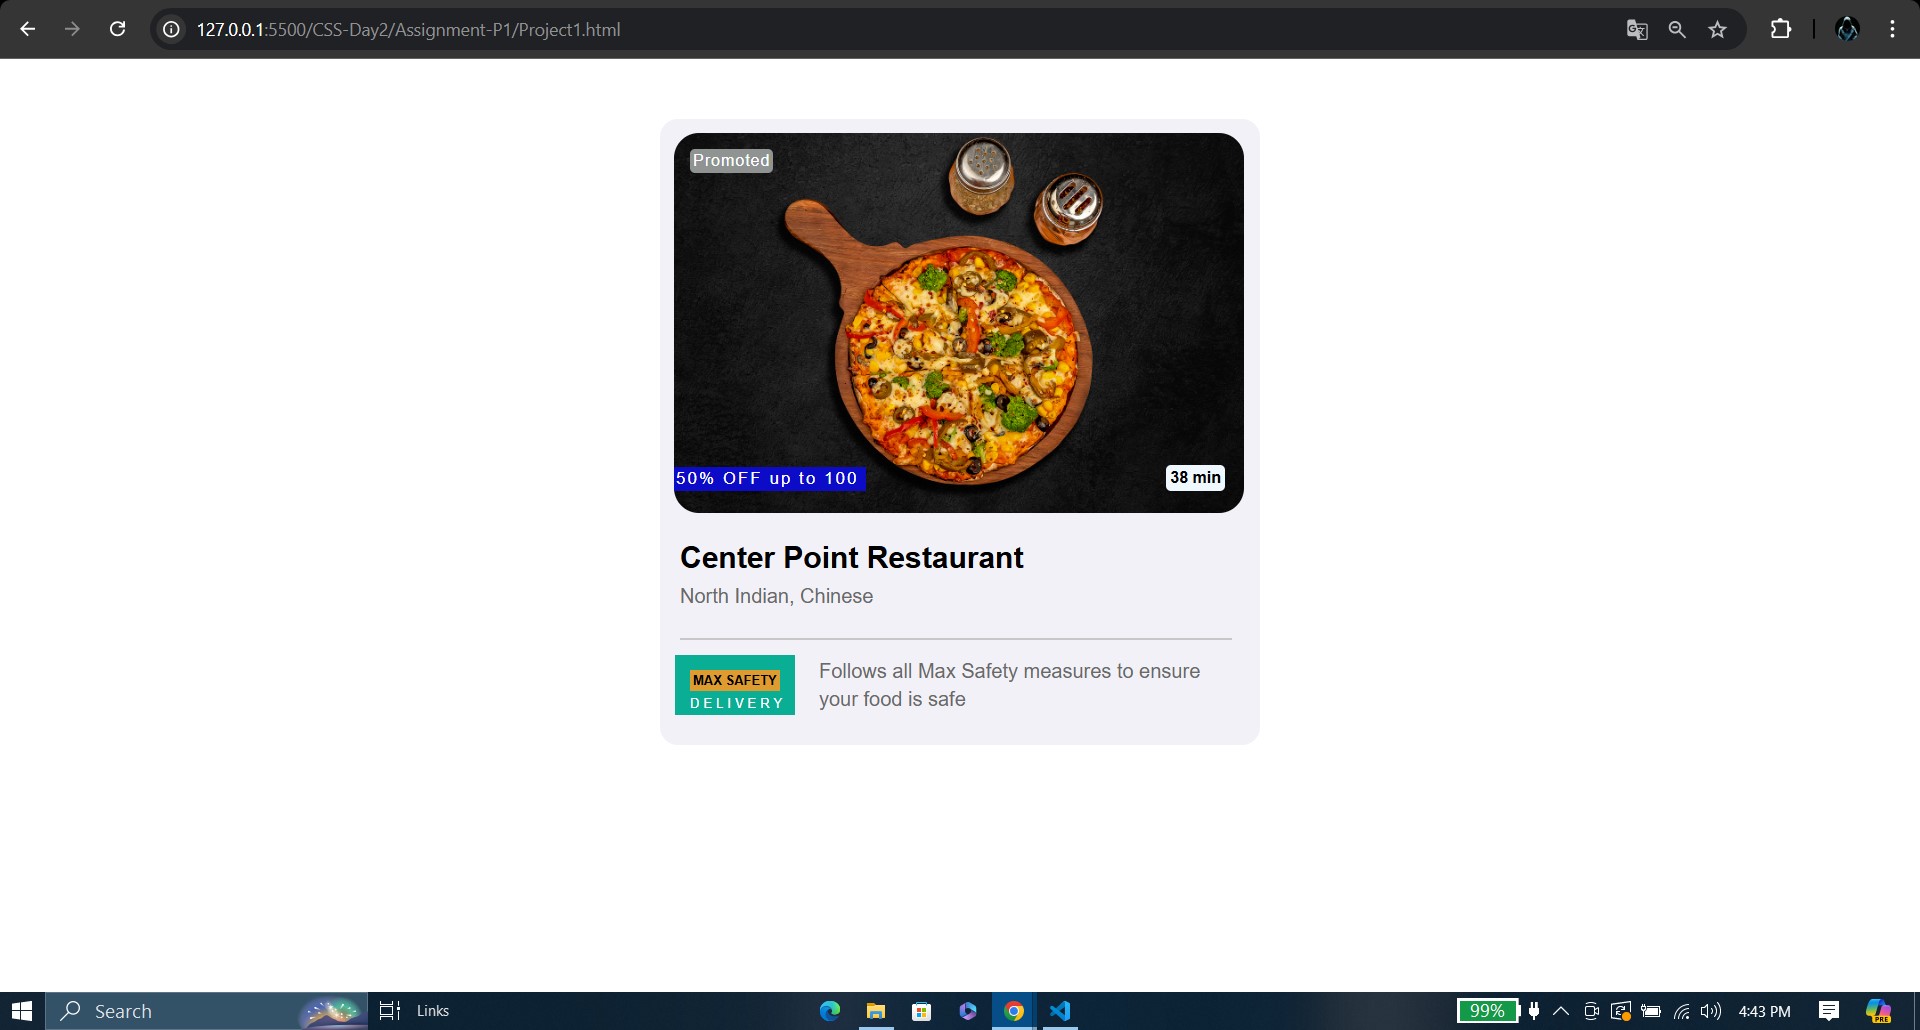 127.0.0.1:5500/CSS-Day2/Assignment-P1/Project1.html
Promoted
50% OFF up to 100
38 min
Center Point Restaurant
North Indian, Chinese
MAX SAFETY
DELIVERY
Follows all Max Safety measures to ensure
your food is safe
Search
Links
99%
4:43 PM
PRE